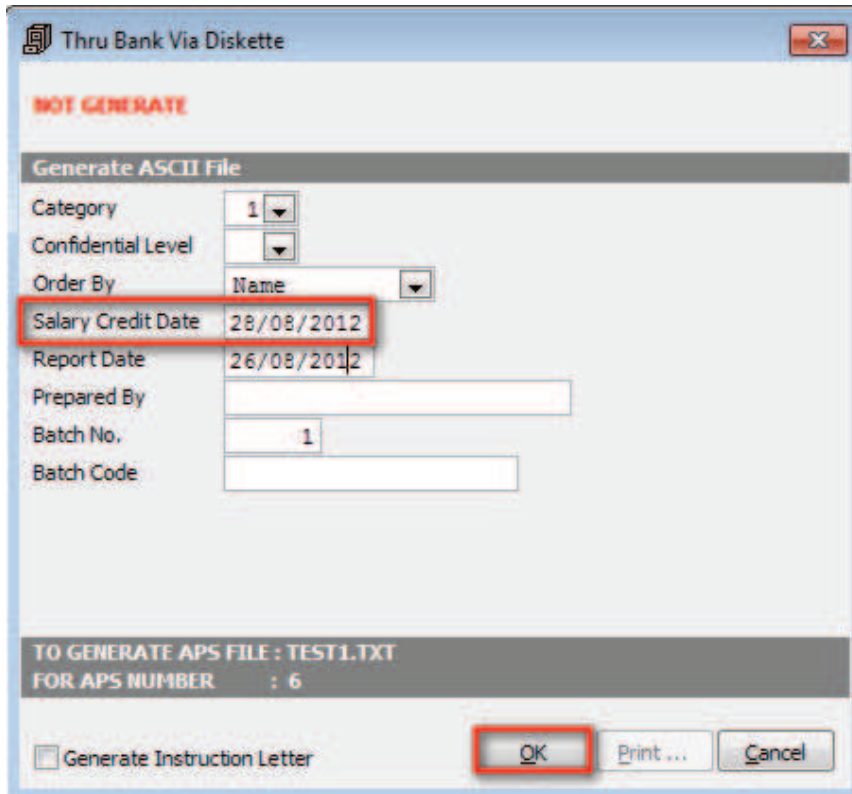 Thru Bank Via Diskette
NOT GENERATE
Generate ASCII File
Category 1
Confidential Level
Order By Name
Salary Credit Date 28/08/2012
Report Date 26/08/2012
Prepared By
Batch No. 1
Batch Code
TO GENERATE APS FILE : TEST1.TXT
FOR APS NUMBER : 6
Generate Instruction Letter OK Print ... Cancel